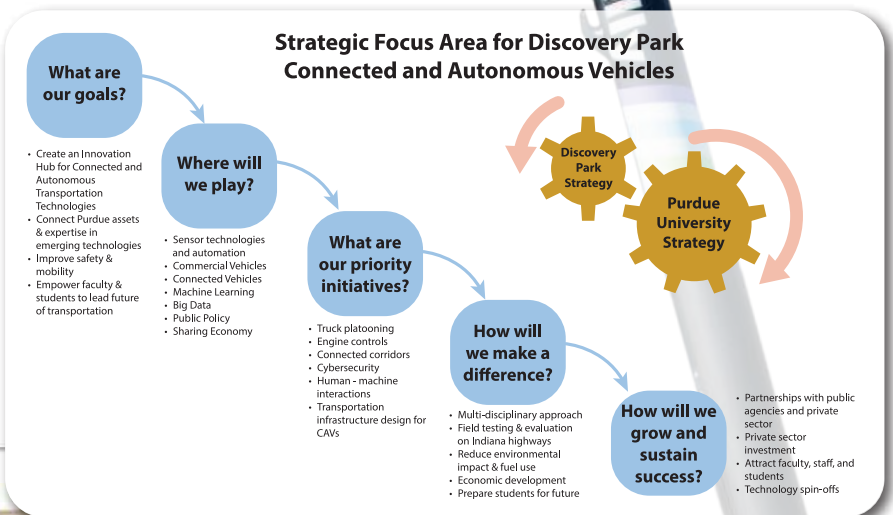 Strategic Focus Area for Discovery Park
Connected and Autonomous Vehicles
What are
our goals?
• Create an Innovation
Hub for Connected and
Autonomous
Transportation
Technologies
• Connect Purdue assets
& expertise in
emerging technologies
• Improve safety &
mobility
• Empower faculty &
students to lead future
of transportation
Where will
we play?
• Sensor technologies
and automation
• Commercial Vehicles
• Connected Vehicles
• Machine Learning
• Big Data
• Public Policy
• Sharing Economy
What are
our priority
initiatives?
• Truck platooning
• Engine controls
• Connected corridors
• Cybersecurity
• Human - machine
interactions
• Transportation
infrastructure design for
CAVs
How will
we make a
difference?
• Multi-disciplinary approach
• Field testing & evaluation
on Indiana highways
• Reduce environmental
impact & fuel use
• Economic development
• Prepare students for future
How will we
grow and
sustain
success?
• Partnerships with public
agencies and private
sector
• Private sector
investment
• Attract faculty, staff, and
students
• Technology spin-offs
Discovery
Park
Strategy
Purdue
University
Strategy